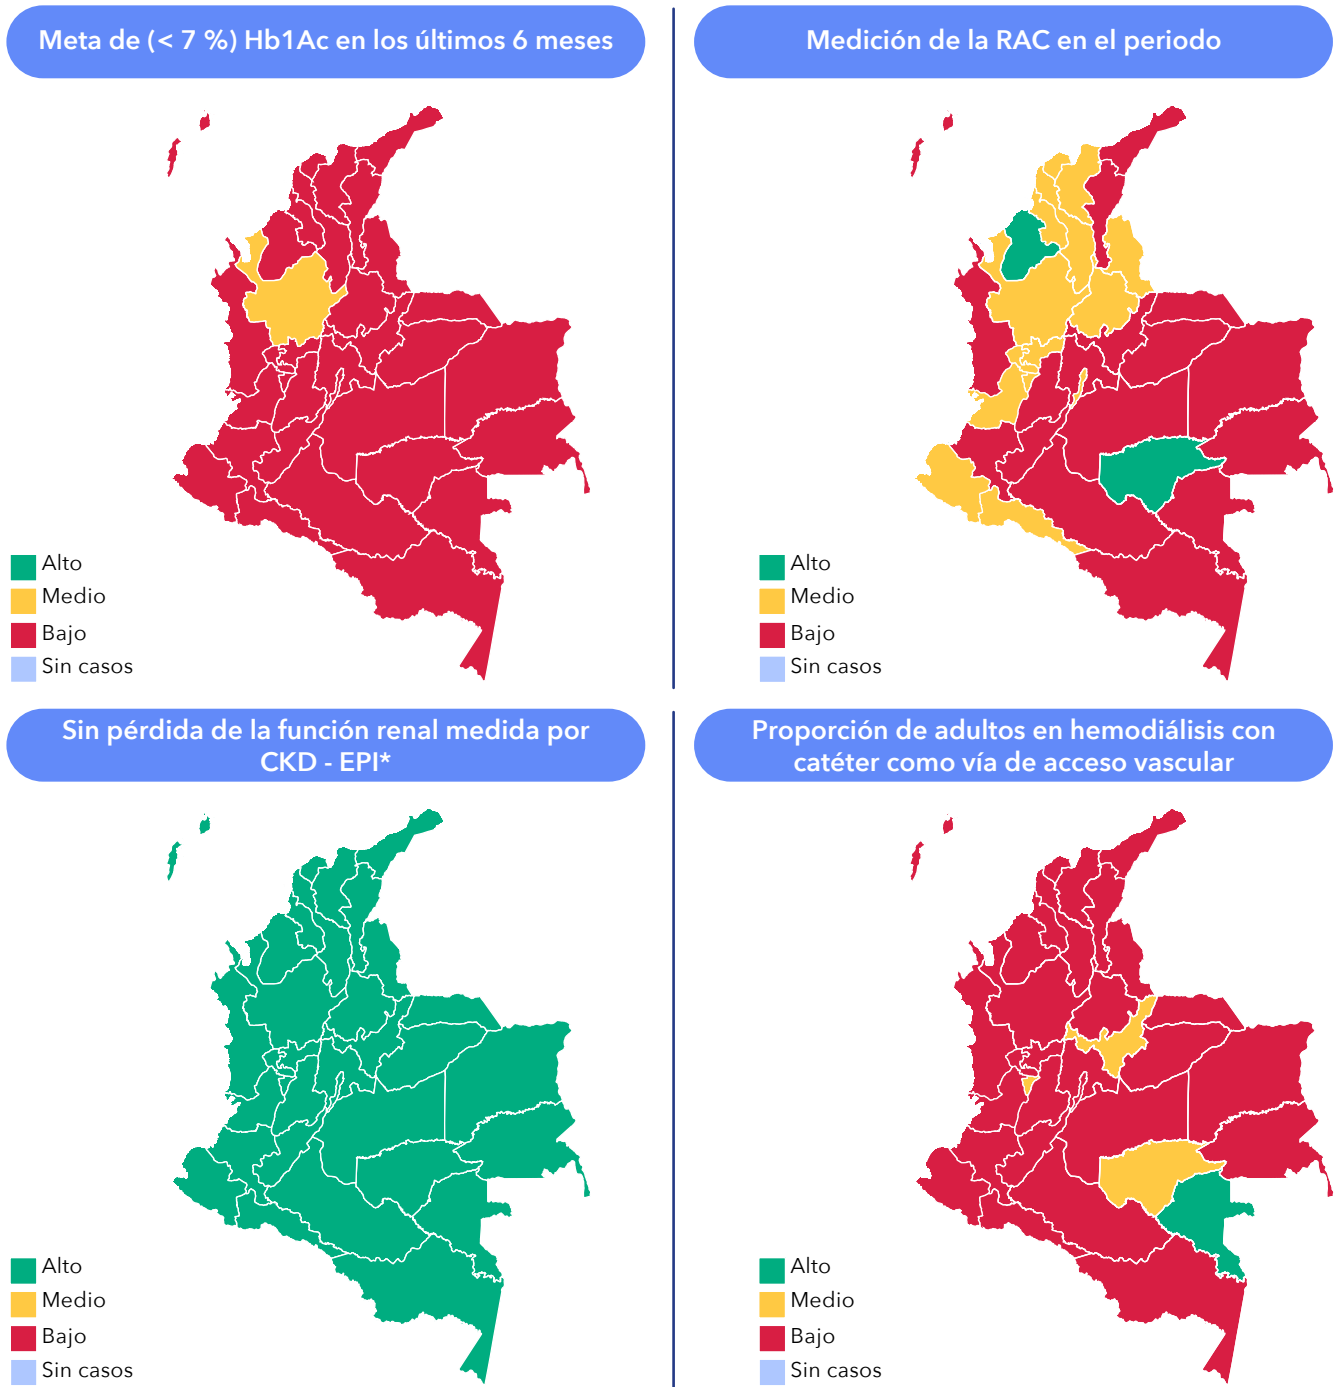 Meta de (< 7 %) Hb1Ac en los últimos 6 meses
Medición de la RAC en el periodo
Alto
Medio
Bajo
Sin casos
Alto
Medio
Bajo
Sin casos
Sin pérdida de la función renal medida por
CKD - EPI*
Proporción de adultos en hemodiálisis con
catéter como vía de acceso vascular
Alto
Medio
Bajo
Sin casos
Alto
Medio
Bajo
Sin casos